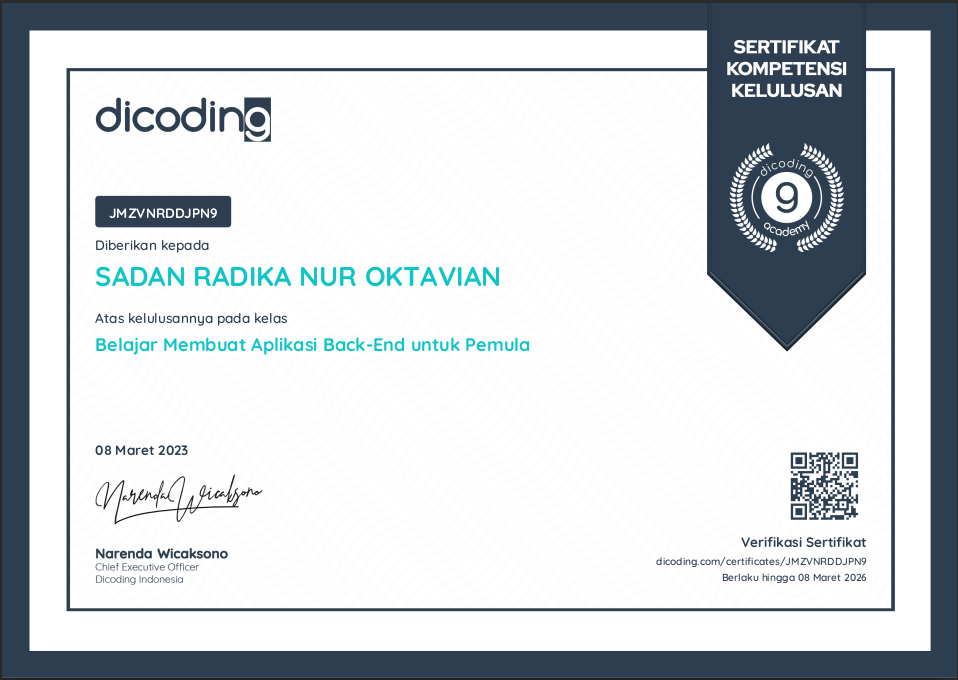 SERTIFIKAT
KOMPETENSI
KELULUSAN
dicoding
9
academy
dicoding
JMZVNRDDJPN9
Diberikan kepada
SADAN RADIKA NUR OKTAVIAN
Atas kelulusannya pada kelas
Belajar Membuat Aplikasi Back-End untuk Pemula
08 Maret 2023
Narenda Wicaksono
Narenda Wicaksono
Chief Executive Officer
Dicoding Indonesia
Verifikasi Sertifikat
dicoding.com/certificates/JMZVNRDDJPN9
Berlaku hingga 08 Maret 2026